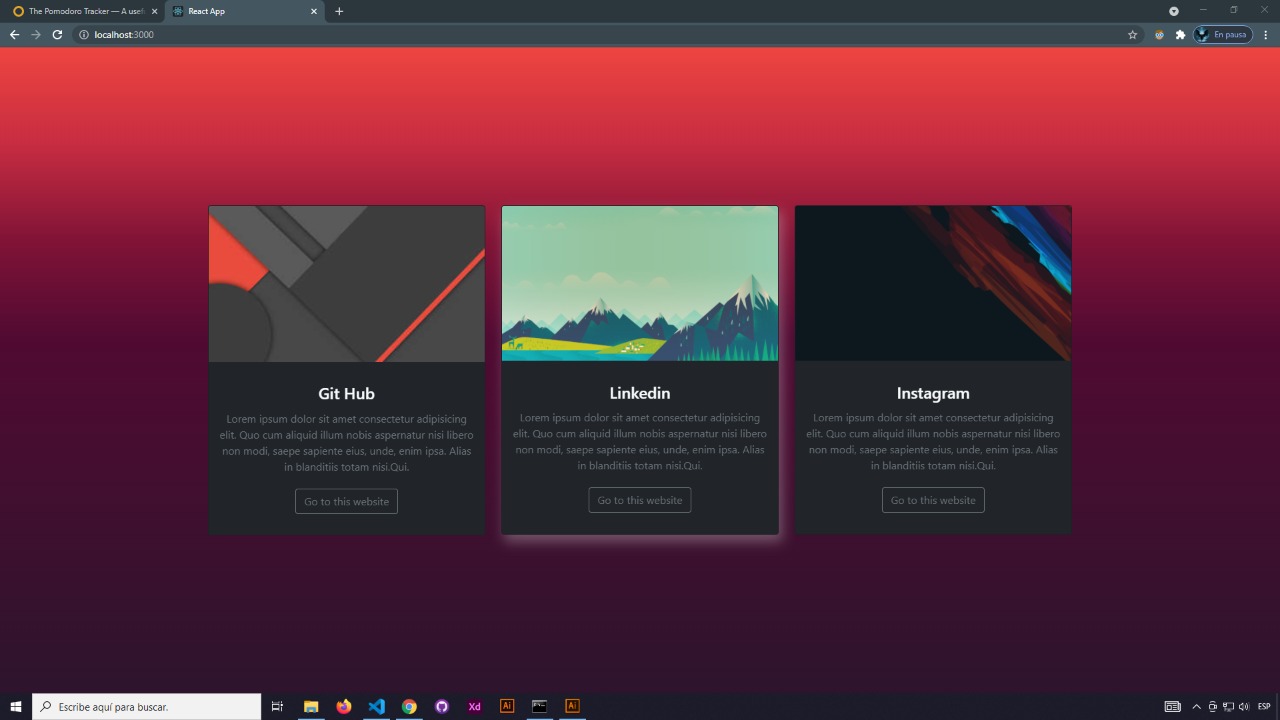 The Pomodoro Tracker — A usef
React App
localhost:3000
En pausa
Git Hub
Lorem ipsum dolor sit amet consectetur adipisicing
elit. Quo cum aliquid illum nobis aspernatur nisi libero
non modi, saepe sapiente eius, unde, enim ipsa. Alias
in blanditiis totam nisi.Qui.
Go to this website
Linkedin
Lorem ipsum dolor sit amet consectetur adipisicing
elit. Quo cum aliquid illum nobis aspernatur nisi libero
non modi, saepe sapiente eius, unde, enim ipsa. Alias
in blanditiis totam nisi.Qui.
Go to this website
Instagram
Lorem ipsum dolor sit amet consectetur adipisicing
elit. Quo cum aliquid illum nobis aspernatur nisi libero
non modi, saepe sapiente eius, unde, enim ipsa. Alias
in blanditiis totam nisi.Qui.
Go to this website
Escribe aquí para buscar.
Xd
Ai
Ai
ESP